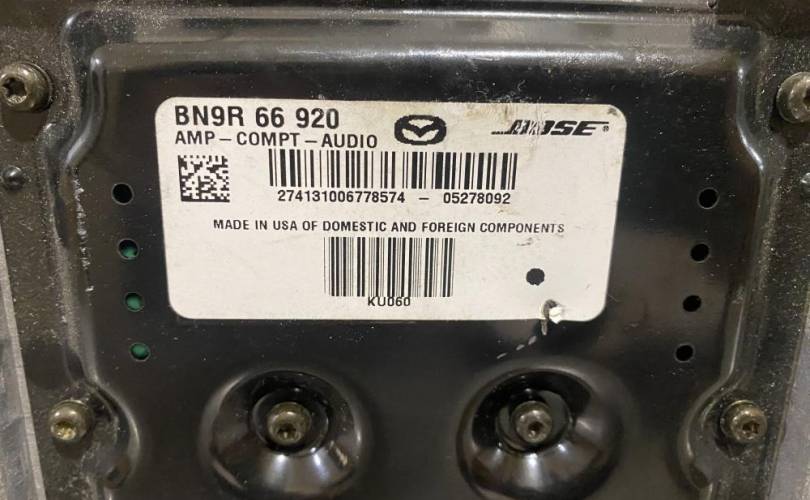 BN9R 66 920
AMP-COMPT-AUDIO
BOSE®
274131006778574 - 05278092
MADE IN USA OF DOMESTIC AND FOREIGN COMPONENTS
KU060